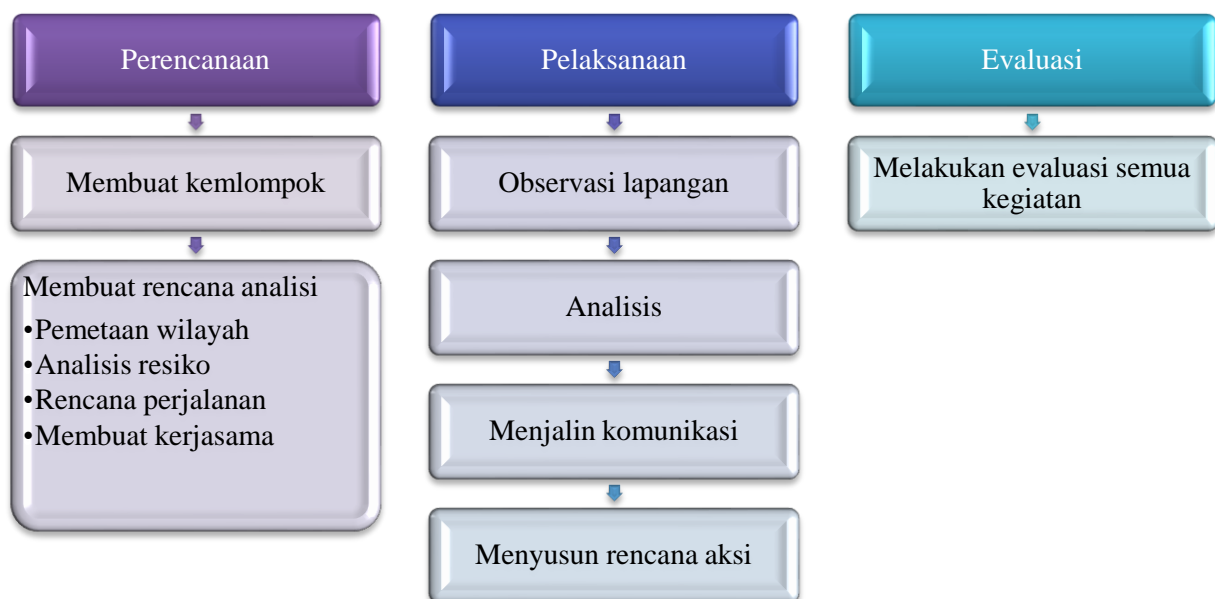 Perencanaan
Membuat kemlompok
Membuat rencana analisi
•Pemetaan wilayah
•Analisis resiko
•Rencana perjalanan
•Membuat kerjasama
Pelaksanaan
Observasi lapangan
Analisis
Menjalin komunikasi
Menyusun rencana aksi
Evaluasi
Melakukan evaluasi semua
kegiatan